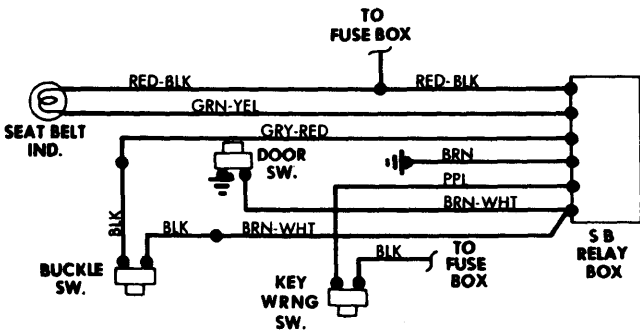 TO
FUSE BOX
RED-BLK
RED-BLK
GRN-YEL
SEAT BELT
IND.
GRY-RED
DOOR
SW.
BRN
PPL
BRN-WHT
BLK
BLK
BRN-WHT
BLK
TO
FUSE
BOX
S B
RELAY
BOX
BUCKLE
SW.
KEY
WRNG
SW.